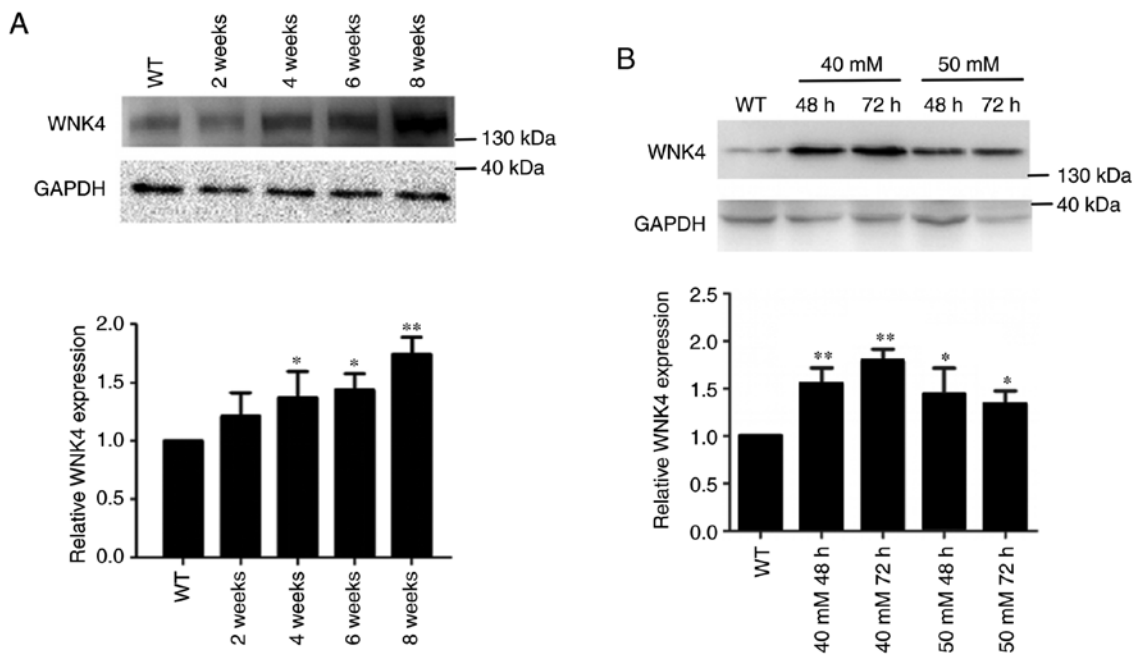 A
WT
2 weeks
4 weeks
6 weeks
8 weeks
WNK4
130 kDa
40 kDa
GAPDH
Relative WNK4 expression
2.0
1.5
1.0
0.5
0.0
*
*
**
WT
2 weeks
4 weeks
6 weeks
8 weeks
B
40 mM
50 mM
WT
48 h
72 h
48 h
72 h
WNK4
130 kDa
40 kDa
GAPDH
Relative WNK4 expression
2.5
2.0
1.5
1.0
0.5
0.0
**
**
*
*
WT
40 mM 48 h
40 mM 72 h
50 mM 48 h
50 mM 72 h